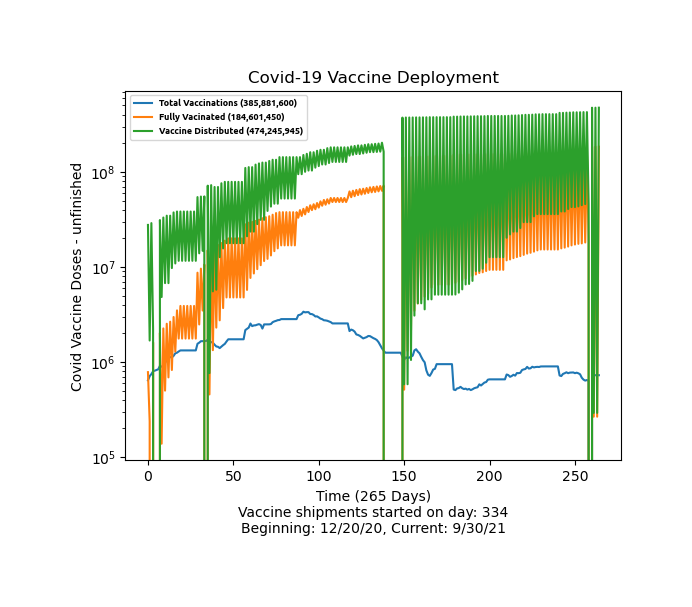 Covid-19 Vaccine Deployment
Total Vaccinations (385,881,600)
Fully Vacinated (184,601,450)
Vaccine Distributed (474,245,945)
Covid Vaccine Doses - unfinished
10^8
10^7
10^6
10^5
0 50 100 150 200 250
Time (265 Days)
Vaccine shipments started on day: 334
Beginning: 12/20/20, Current: 9/30/21